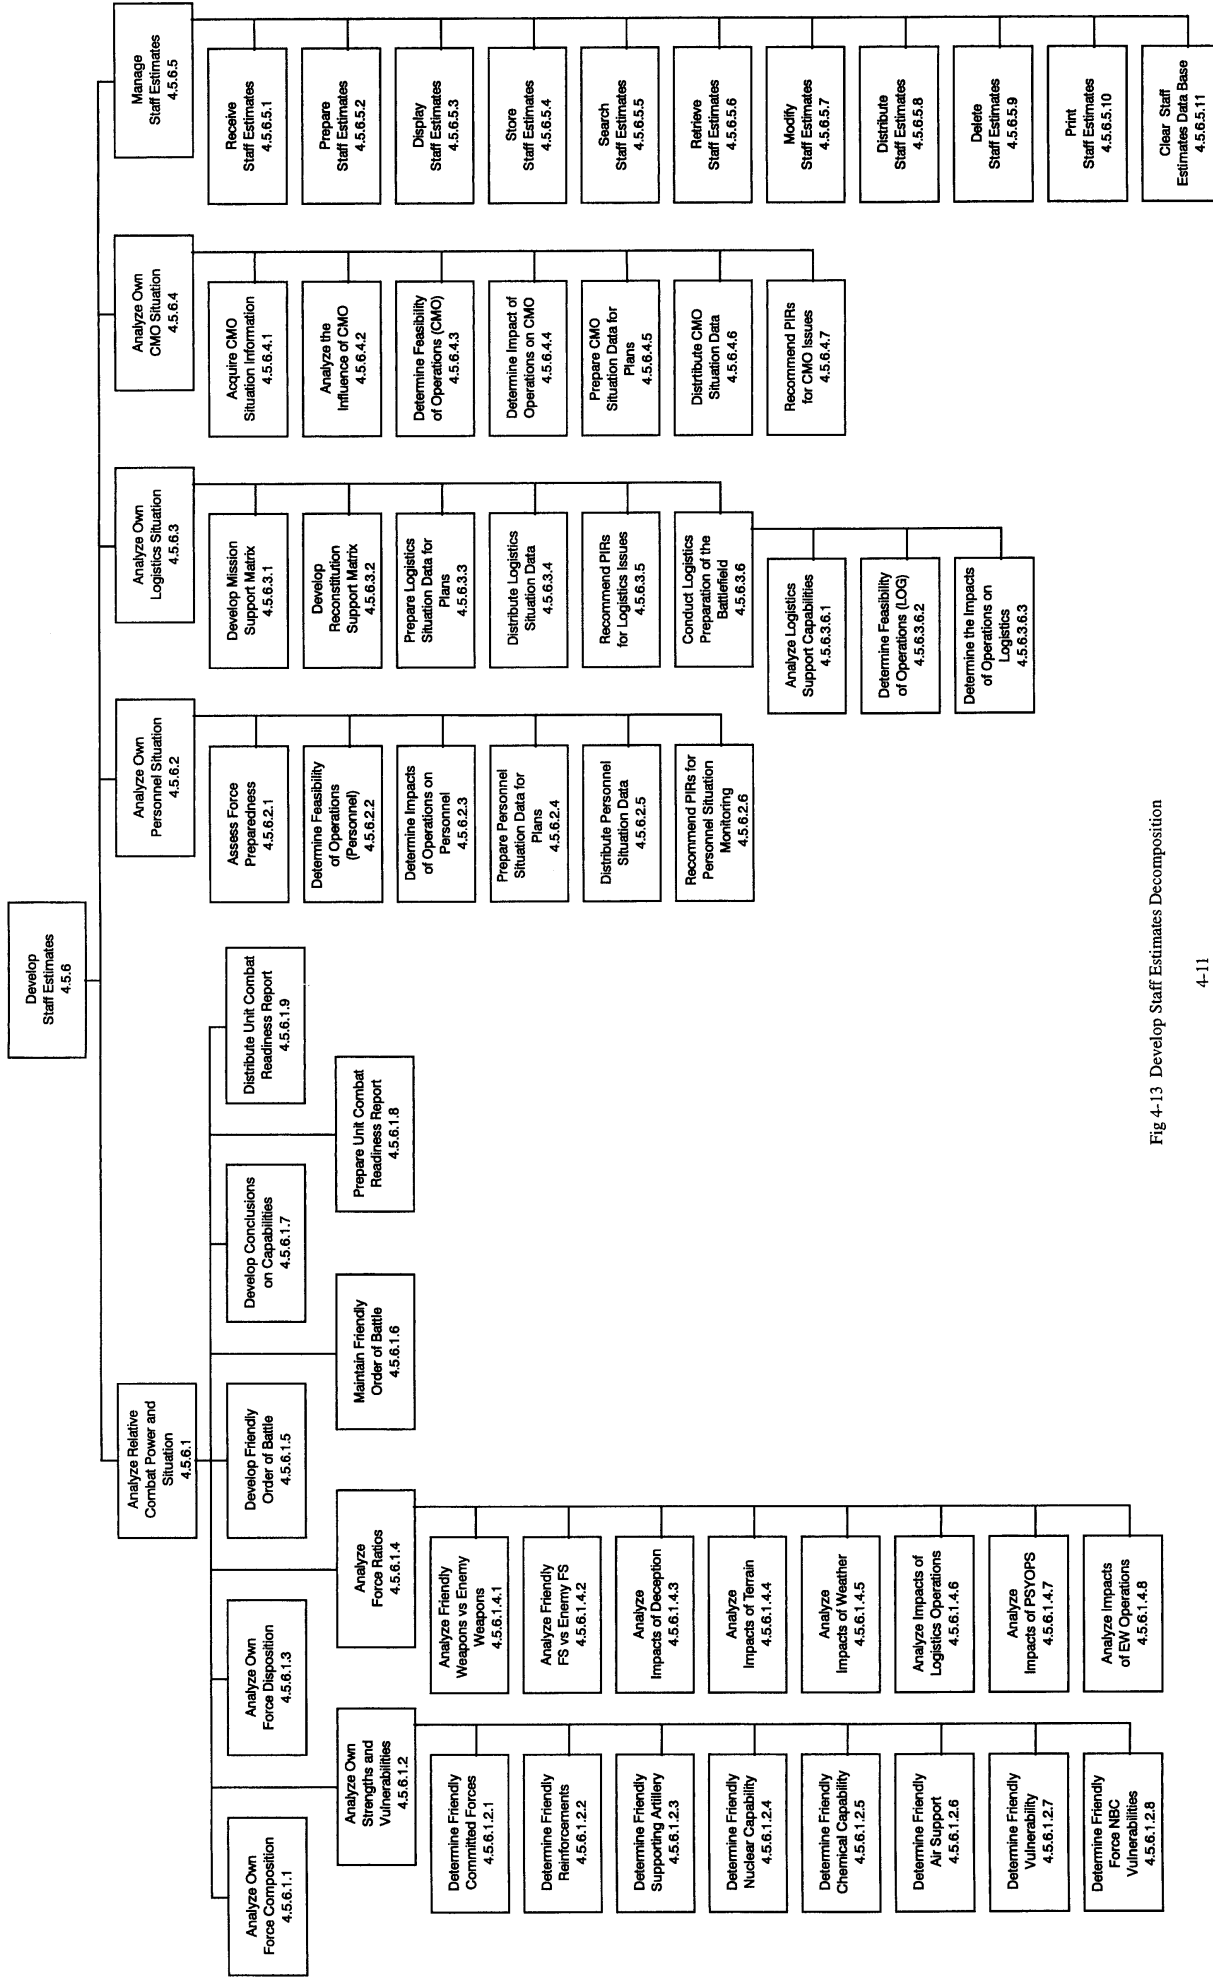 Develop
Staff Estimates
4.5.6
Analyze Relative
Combat Power and
Situation
4.5.6.1
Analyze Own
Personnel Situation
4.5.6.2
Analyze Own
Logistics Situation
4.5.6.3
Analyze Own
CMO Situation
4.5.6.4
Manage
Staff Estimates
4.5.6.5
Analyze Own
Force Composition
4.5.6.1.1
Analyze Own
Strengths and
Vulnerabilities
4.5.6.1.2
Determine Friendly
Committed Forces
4.5.6.1.2.1
Determine Friendly
Reinforcements
4.5.6.1.2.2
Determine Friendly
Supporting Artillery
4.5.6.1.2.3
Determine Friendly
Nuclear Capability
4.5.6.1.2.4
Determine Friendly
Chemical Capability
4.5.6.1.2.5
Determine Friendly
Air Support
4.5.6.1.2.6
Determine Friendly
Vulnerability
4.5.6.1.2.7
Determine Friendly
Force NBC
Vulnerabilities
4.5.6.1.2.8
Analyze Own
Force Disposition
4.5.6.1.3
Analyze
Force Ratios
4.5.6.1.4
Analyze Friendly
Weapons vs Enemy
Weapons
4.5.6.1.4.1
Analyze Friendly
FS vs Enemy FS
4.5.6.1.4.2
Analyze
Impacts of Deception
4.5.6.1.4.3
Analyze
Impacts of Terrain
4.5.6.1.4.4
Analyze
Impacts of Weather
4.5.6.1.4.5
Analyze Impacts of
Logistics Operations
4.5.6.1.4.6
Analyze
Impacts of PSYOPS
4.5.6.1.4.7
Analyze Impacts
of EW Operations
4.5.6.1.4.8
Develop Friendly
Order of Battle
4.5.6.1.5
Maintain Friendly
Order of Battle
4.5.6.1.6
Develop Conclusions
on Capabilities
4.5.6.1.7
Prepare Unit Combat
Readiness Report
4.5.6.1.8
Distribute Unit Combat
Readiness Report
4.5.6.1.9
Assess Force
Preparedness
4.5.6.2.1
Determine Feasibility
of Operations
(Personnel)
4.5.6.2.2
Determine Impacts
of Operations on
Personnel
4.5.6.2.3
Prepare Personnel
Situation Data for
Plans
4.5.6.2.4
Distribute Personnel
Situation Data
4.5.6.2.5
Recommend PIRs for
Personnel Situation
Monitoring
4.5.6.2.6
Develop Mission
Support Matrix
4.5.6.3.1
Develop
Reconstitution
Support Matrix
4.5.6.3.2
Prepare Logistics
Situation Data for
Plans
4.5.6.3.3
Distribute Logistics
Situation Data
4.5.6.3.4
Recommend PIRs
for Logistics Issues
4.5.6.3.5
Conduct Logistics
Preparation of the
Battlefield
4.5.6.3.6
Analyze Logistics
Support Capabilities
4.5.6.3.6.1
Determine Feasibility
of Operations (LOG)
4.5.6.3.6.2
Determine the Impacts
of Operations on
Logistics
4.5.6.3.6.3
Acquire CMO
Situation Information
4.5.6.4.1
Analyze the
Influence of CMO
4.5.6.4.2
Determine Feasibility
of Operations (CMO)
4.5.6.4.3
Determine Impact of
Operations on CMO
4.5.6.4.4
Prepare CMO
Situation Data for
Plans
4.5.6.4.5
Distrtibute CMO
Situation Data
4.5.6.4.6
Recommend PIRs
for CMO Issues
4.5.6.4.7
Receive
Staff Estimates
4.5.6.5.1
Prepare
Staff Estimates
4.5.6.5.2
Display
Staff Estimates
4.5.6.5.3
Store
Staff Estimates
4.5.6.5.4
Search
Staff Estimates
4.5.6.5.5
Retrieve
Staff Estimates
4.5.6.5.6
Modify
Staff Estimates
4.5.6.5.7
Distribute
Staff Estimates
4.5.6.5.8
Delete
Staff Estimates
4.5.6.5.9
Print
Staff Estimates
4.5.6.5.10
Clear Staff
Estimates Data Base
4.5.6.5.11
Fig 4-13 Develop Staff Estimates Decomposition
4-11